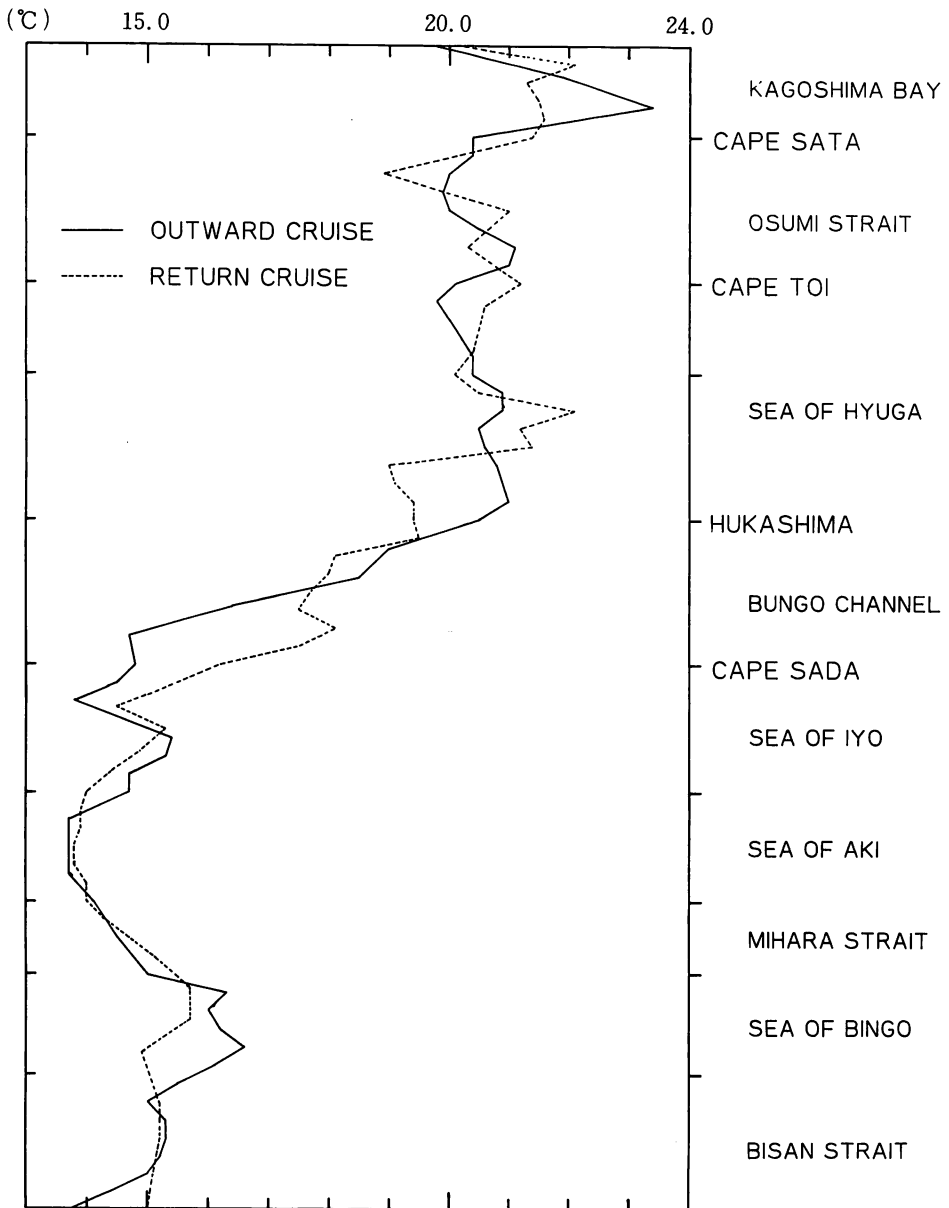 (℃) 15.0 20.0 24.0
KAGOSHIMA BAY
CAPE SATA
OSUMI STRAIT
OUTWARD CRUISE
RETURN CRUISE
CAPE TOI
SEA OF HYUGA
HUKASHIMA
BUNGO CHANNEL
CAPE SADA
SEA OF IYO
SEA OF AKI
MIHARA STRAIT
SEA OF BINGO
BISAN STRAIT